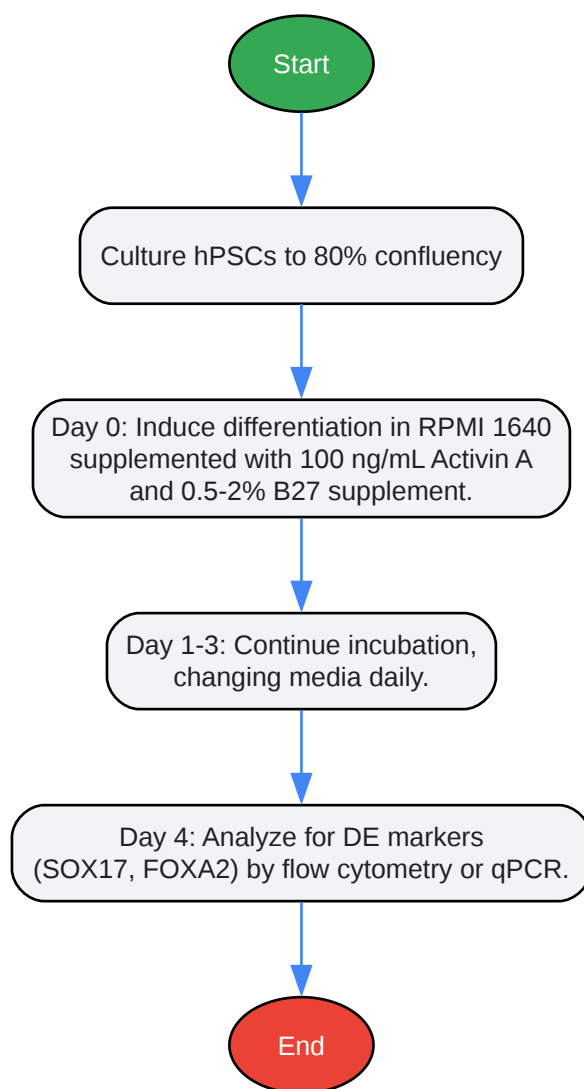 Start
Culture hPSCs to 80% confluency
Day 0: Induce differentiation in RPMI 1640
supplemented with 100 ng/mL Activin A
and 0.5-2% B27 supplement.
Day 1-3: Continue incubation,
changing media daily.
Day 4: Analyze for DE markers
(SOX17, FOXA2) by flow cytometry or qPCR.
End